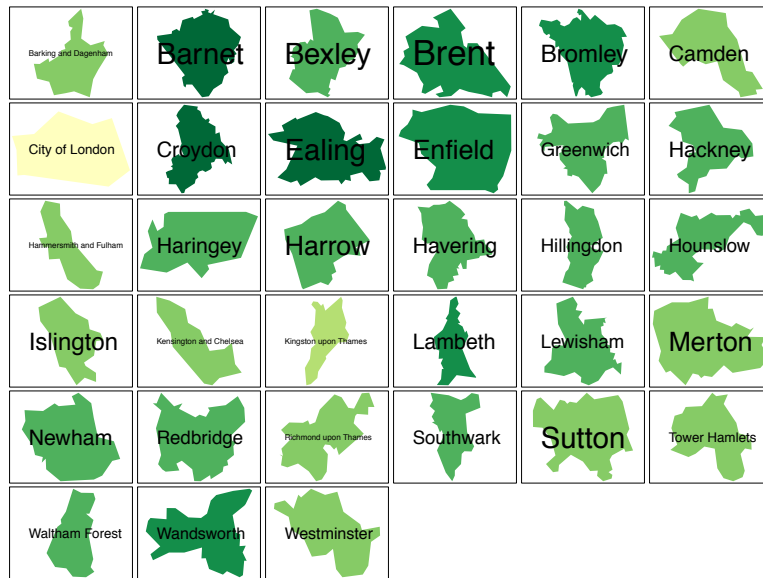 Barking and Dagenham
Barnet
Bexley
Brent
Bromley
Camden
City of London
Croydon
Ealing
Enfield
Greenwich
Hackney
Hammersmith and Fulham
Haringey
Harrow
Havering
Hillingdon
Hounslow
Islington
Kensington and Chelsea
Kingston upon Thames
Lambeth
Lewisham
Merton
Newham
Redbridge
Richmond upon Thames
Southwark
Sutton
Tower Hamlets
Waltham Forest
Wandsworth
Westminster